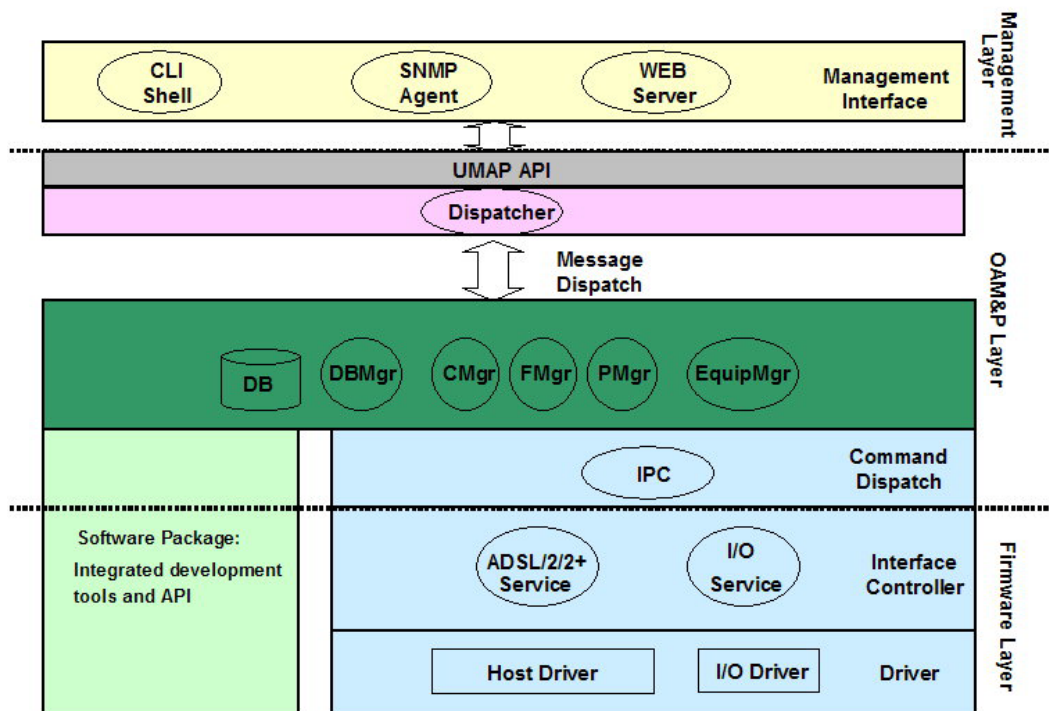 CLI
Shell
SNMP
Agent
WEB
Server
Management
Interface
Management
Layer
UMAP API
Dispatcher
Message
Dispatch
OAM&P Layer
DB
DBMgr
CMgr
FMgr
PMgr
EquipMgr
IPC
Command
Dispatch
Software Package:
Integrated development
tools and API
ADSL/2/2+
Service
I/O
Service
Interface
Controller
Firmware Layer
Host Driver
I/O Driver
Driver